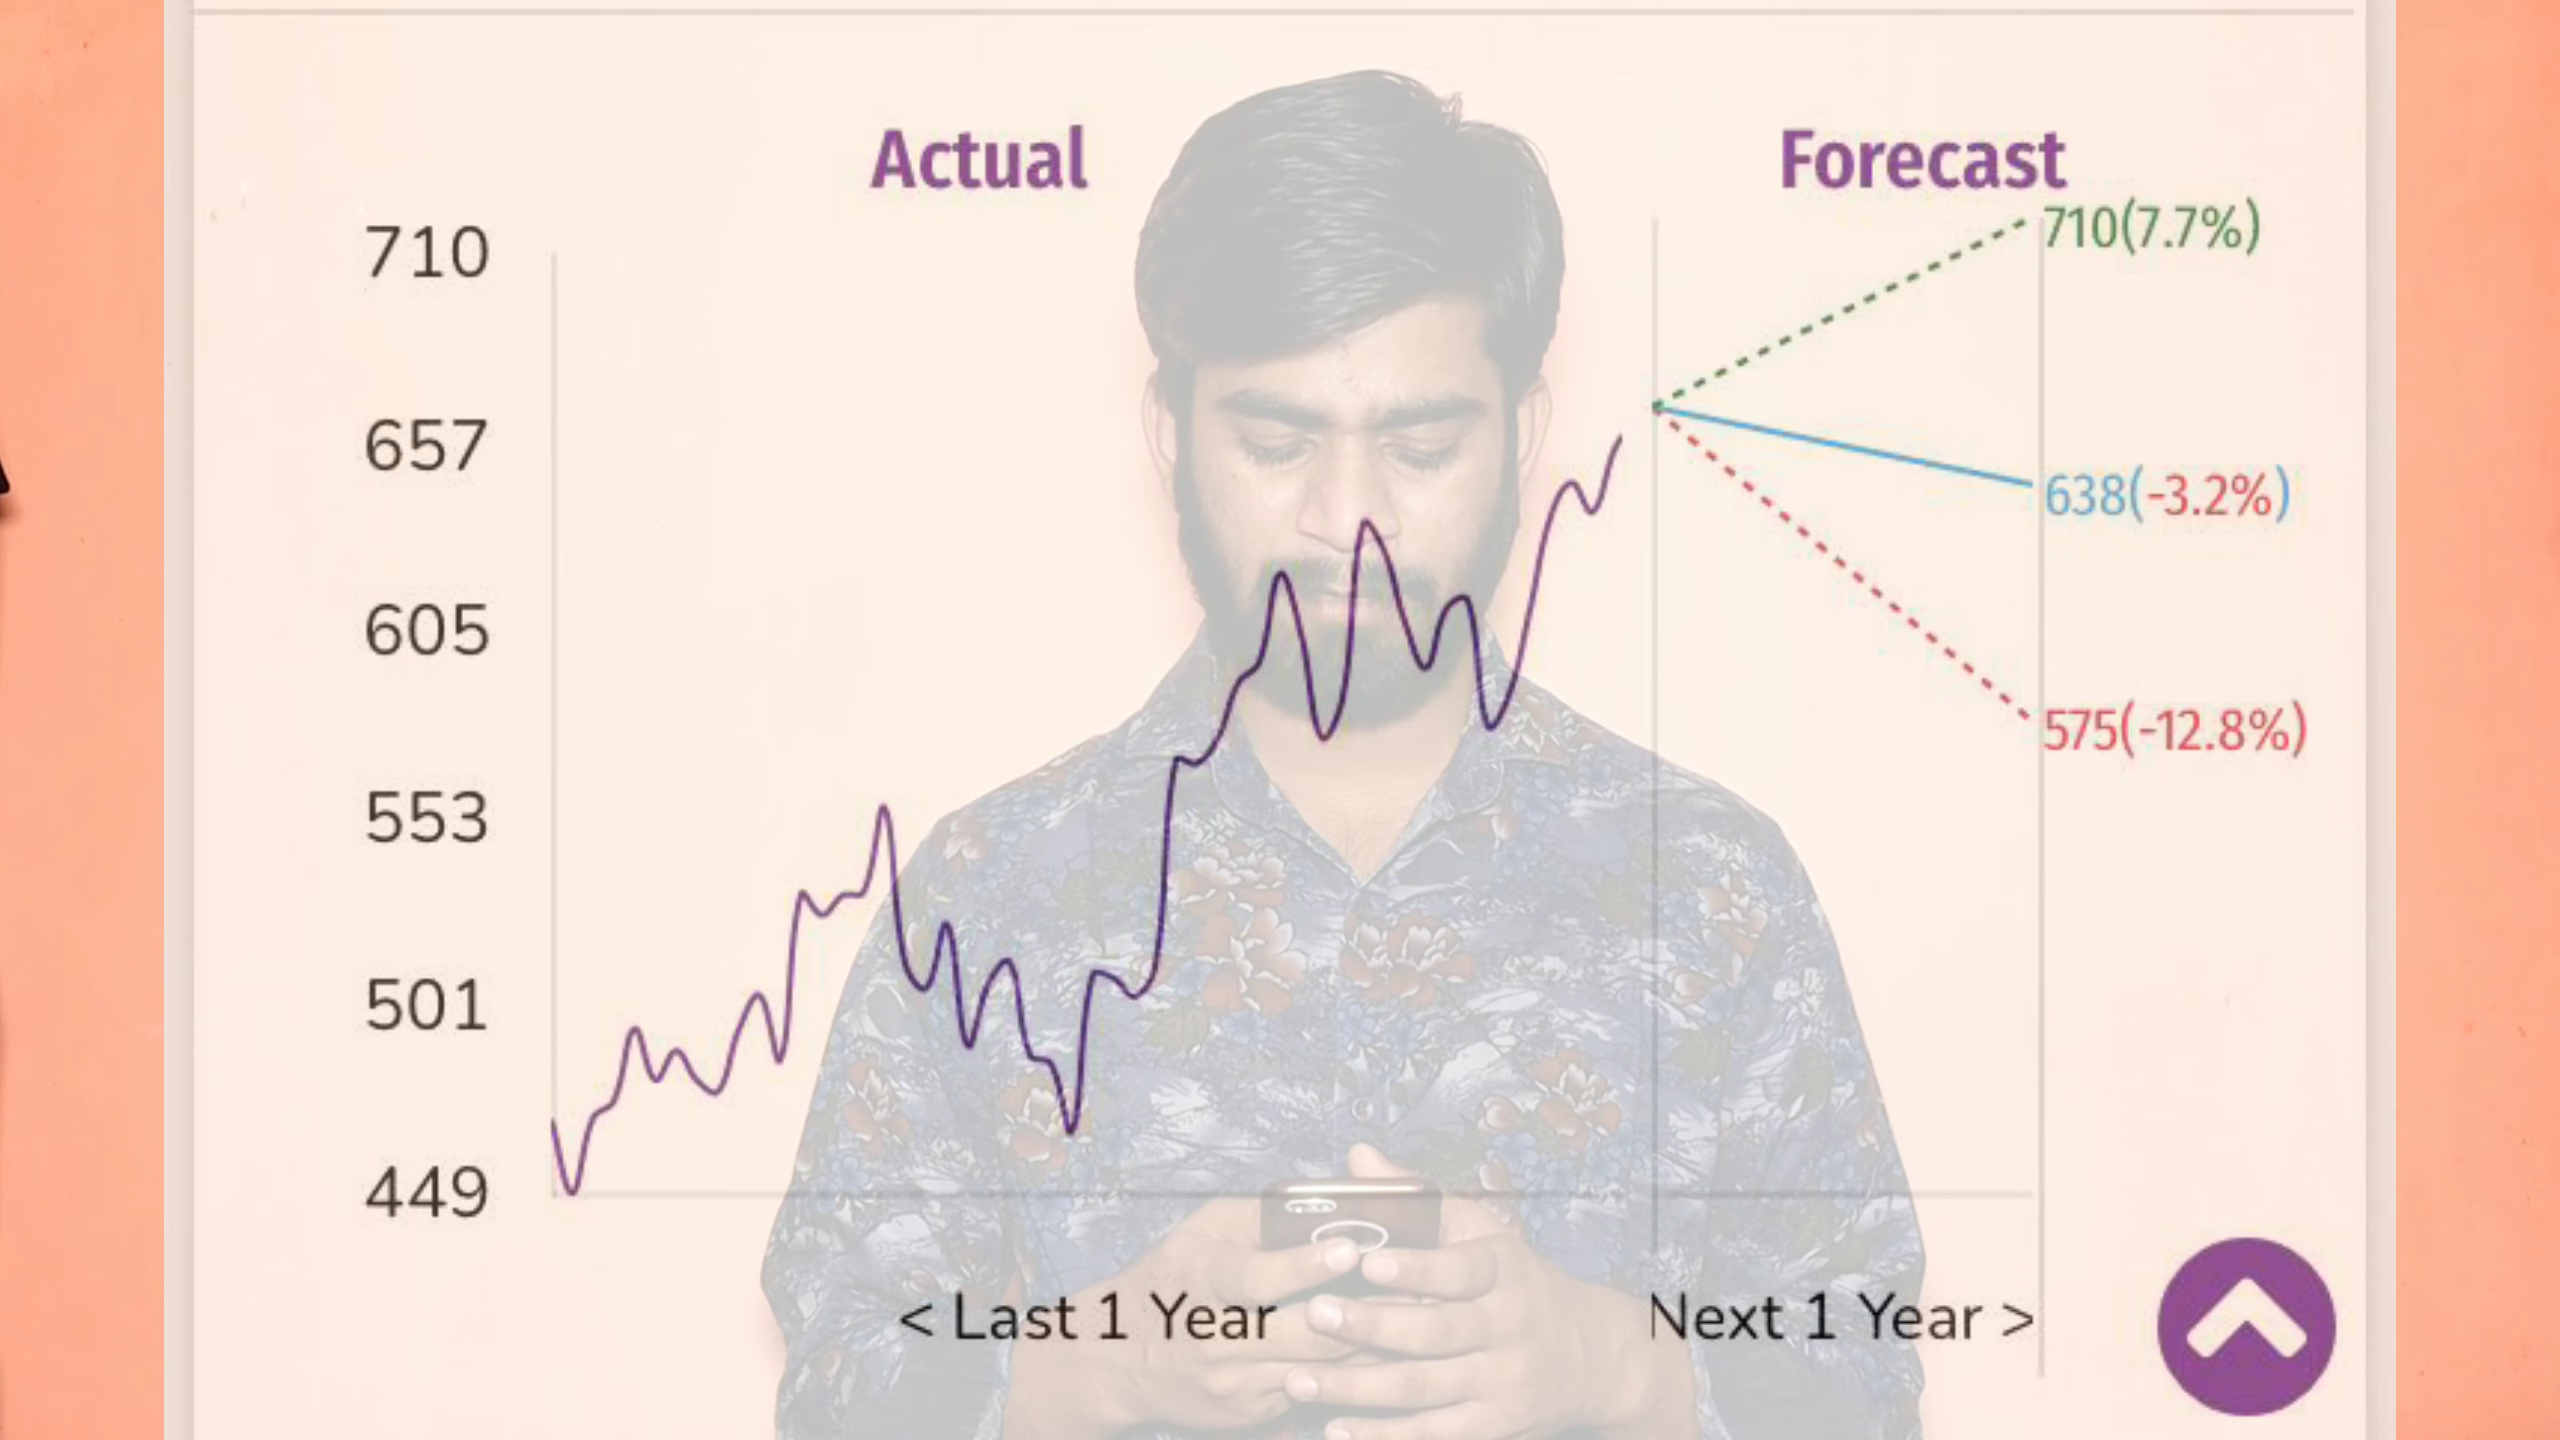 Actual
Forecast
710
657
605
553
501
449
710(7.7%)
638(-3.2%)
575(-12.8%)
< Last 1 Year
Next 1 Year >